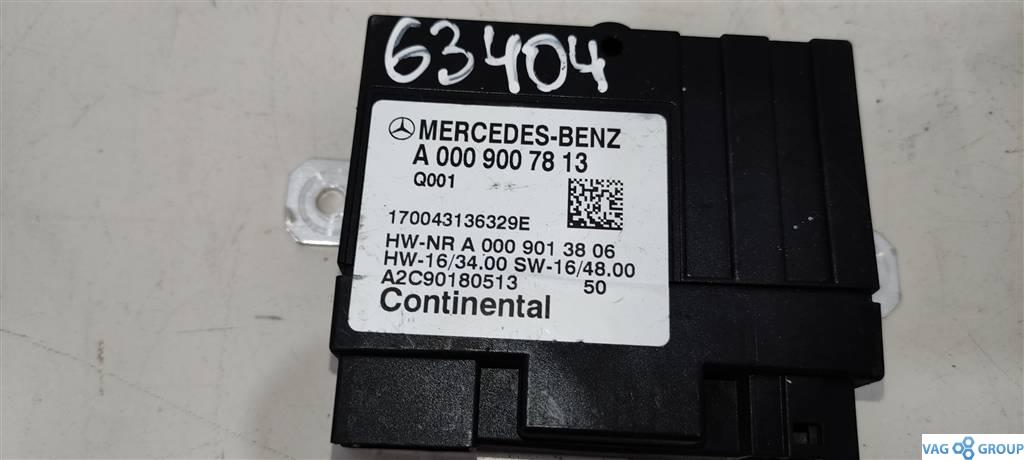 63404
MERCEDES-BENZ
A 000 900 78 13
Q001
170043136329E
HW-NR A 000 901 38 06
HW-16/34.00 SW-16/48.00
A2C90180513 50
Continental
VAG GROUP